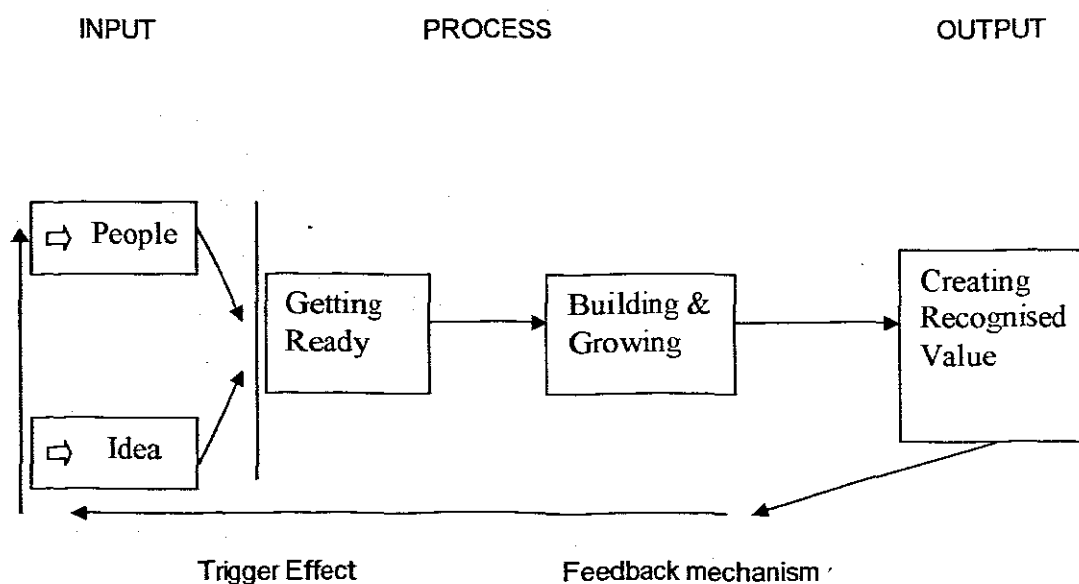 INPUT
PROCESS
OUTPUT
People
Getting
Ready
Building &
Growing
Creating
Recognised
Value
Idea
Trigger Effect
Feedback mechanism